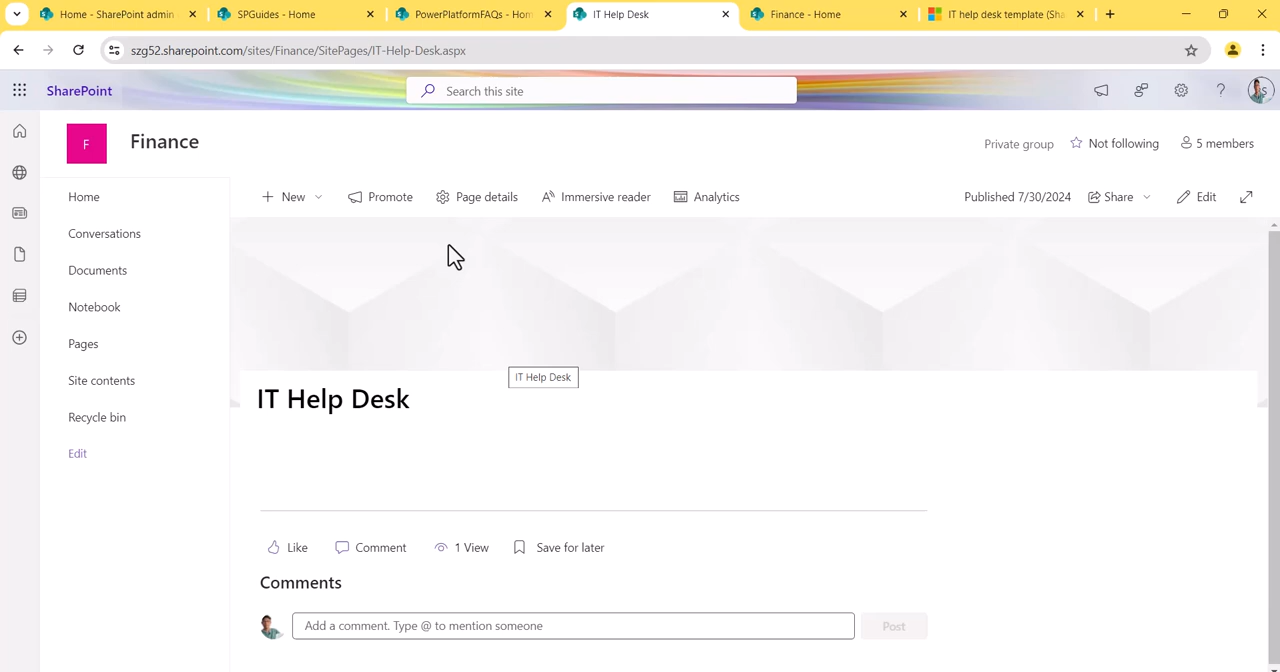 Home - SharePoint admin
SPGuides - Home
PowerPlatformFAQs - Hom
IT Help Desk
Finance - Home
IT help desk template (Sha
szg52.sharepoint.com/sites/Finance/SitePages/IT-Help-Desk.aspx
SharePoint
Search this site
F
Finance
Private group
Not following
5 members
Home
Conversations
Documents
Notebook
Pages
Site contents
Recycle bin
Edit
New
Promote
Page details
Immersive reader
Analytics
Published 7/30/2024
Share
Edit
IT Help Desk
IT Help Desk
Like
Comment
1 View
Save for later
Comments
Add a comment. Type @ to mention someone
Post